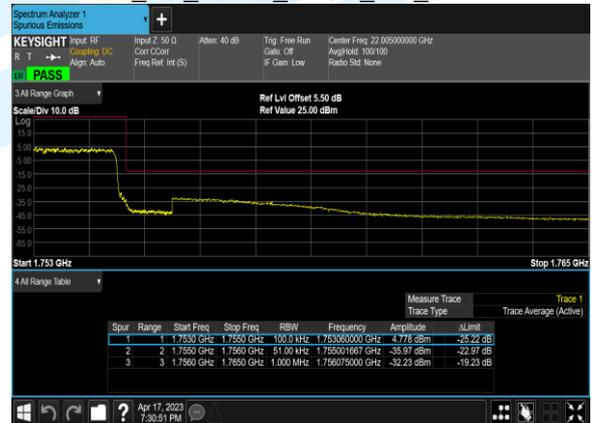 Spectrum Analyzer 1
Spurious Emissions
KEYSIGHT Input: RF Input Z: 50 Ω Atten: 40 dB Trig: Free Run Center Freq: 22.005000000 GHz
R T Coupling: DC Corr CCorr Gate: Off Avg|Hold: 100/100
Align: Auto Freq Ref: Int (S) IF Gain: Low Radio Std: None
PASS
3 All Range Graph
Ref Lvl Offset 5.50 dB
Scale/Div 10.0 dB Ref Value 25.00 dBm
Log
15.0
5.00
-5.00
-15.0
-25.0
-35.0
-45.0
-55.0
-65.0
Start 1.753 GHz Stop 1.765 GHz
4 All Range Table
Measure Trace Trace 1
Trace Type Trace Average (Active)
Spur Range Start Freq Stop Freq RBW Frequency Amplitude ΔLimit
1 1 1.7530 GHz 1.7550 GHz 100.0 kHz 1.753060000 GHz 4.778 dBm -25.22 dB
2 2 1.7550 GHz 1.7560 GHz 51.00 kHz 1.755001667 GHz -35.97 dBm -22.97 dB
3 3 1.7560 GHz 1.7650 GHz 1.000 MHz 1.756075000 GHz -32.23 dBm -19.23 dB
? Apr 17, 2023
7:30:51 PM